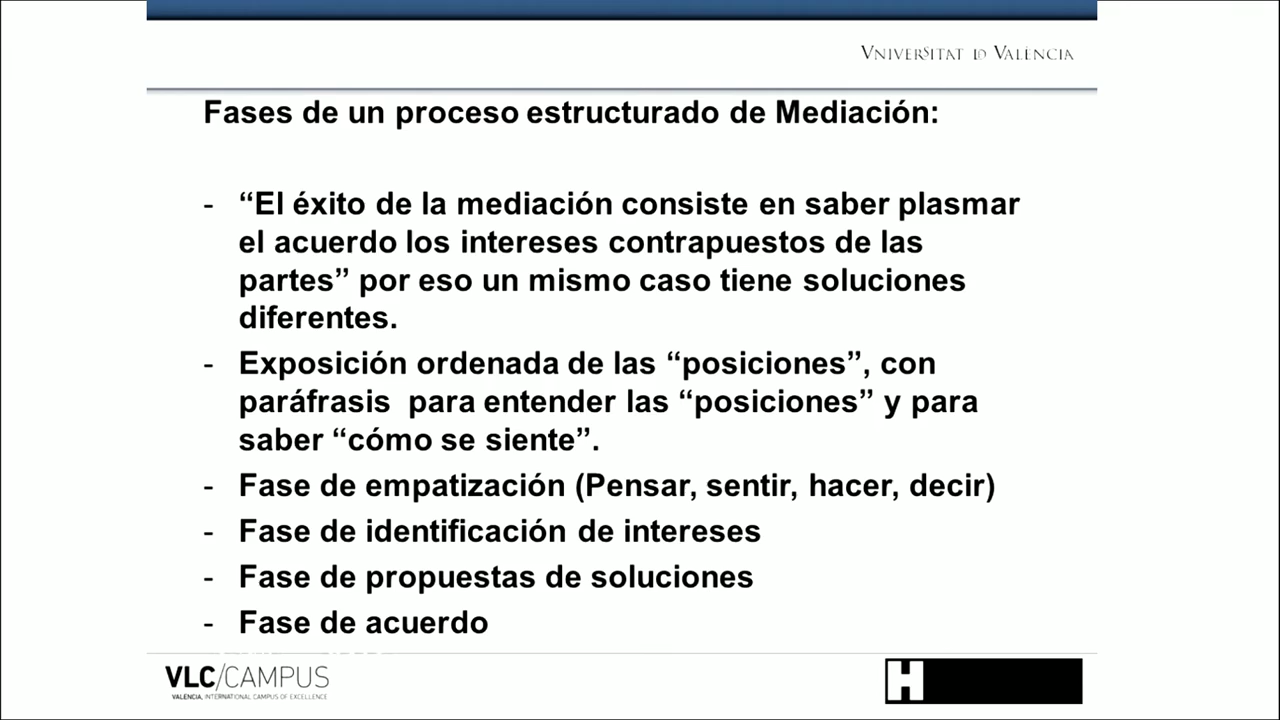 VNIVERSITAT ID VALÈNCIA
Fases de un proceso estructurado de Mediación:
- “El éxito de la mediación consiste en saber plasmar
el acuerdo los intereses contrapuestos de las
partes” por eso un mismo caso tiene soluciones
diferentes.
- Exposición ordenada de las “posiciones”, con
paráfrasis para entender las “posiciones” y para
saber “cómo se siente”.
- Fase de empatización (Pensar, sentir, hacer, decir)
- Fase de identificación de intereses
- Fase de propuestas de soluciones
- Fase de acuerdo
VLC/CAMPUS
VALENCIA, INTERNATIONAL CAMPUS OF EXCELLENCE
H